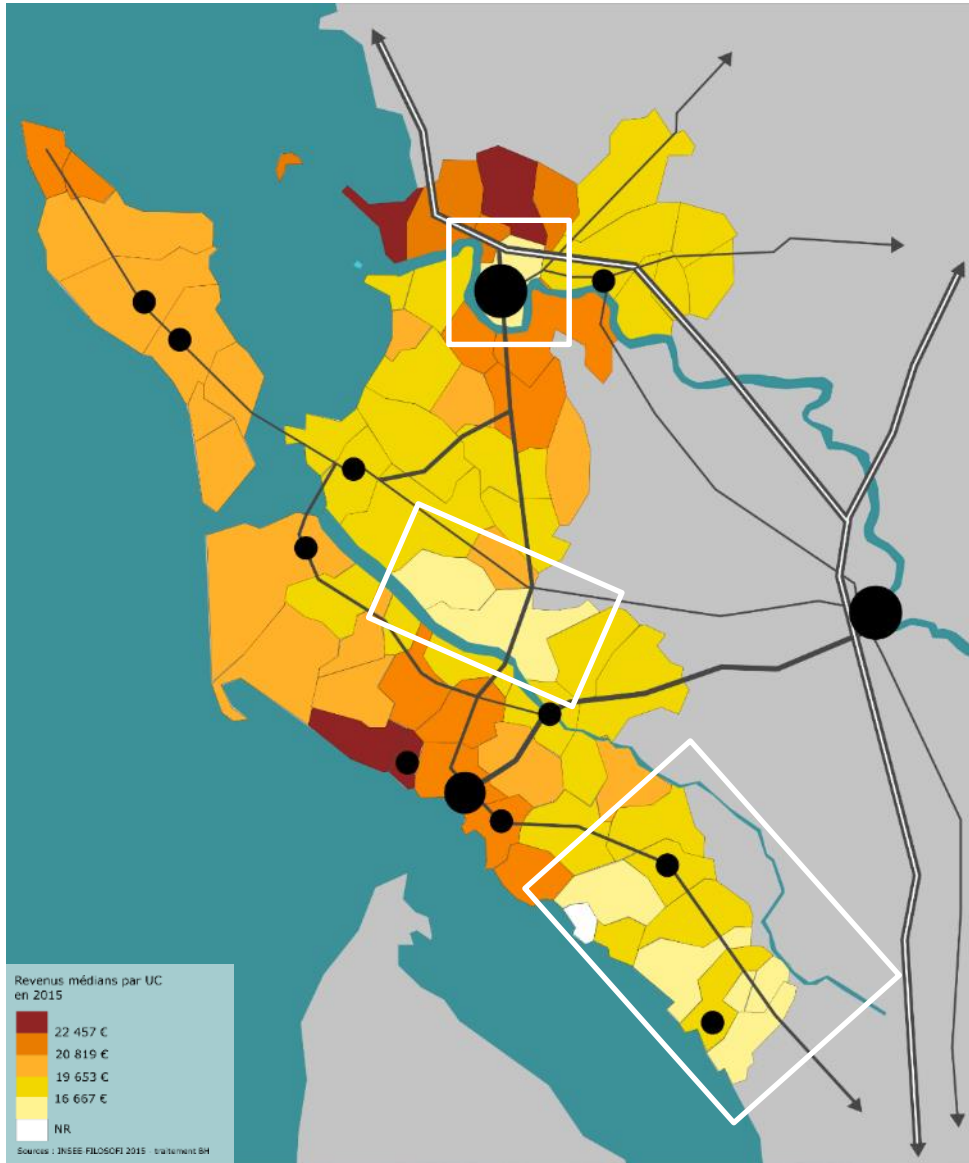 Revenus médians par UC
en 2015
22 457 €
20 819 €
19 653 €
16 667 €
NR
Sources : INSEE-FILOSOFI 2015 - traitement BH